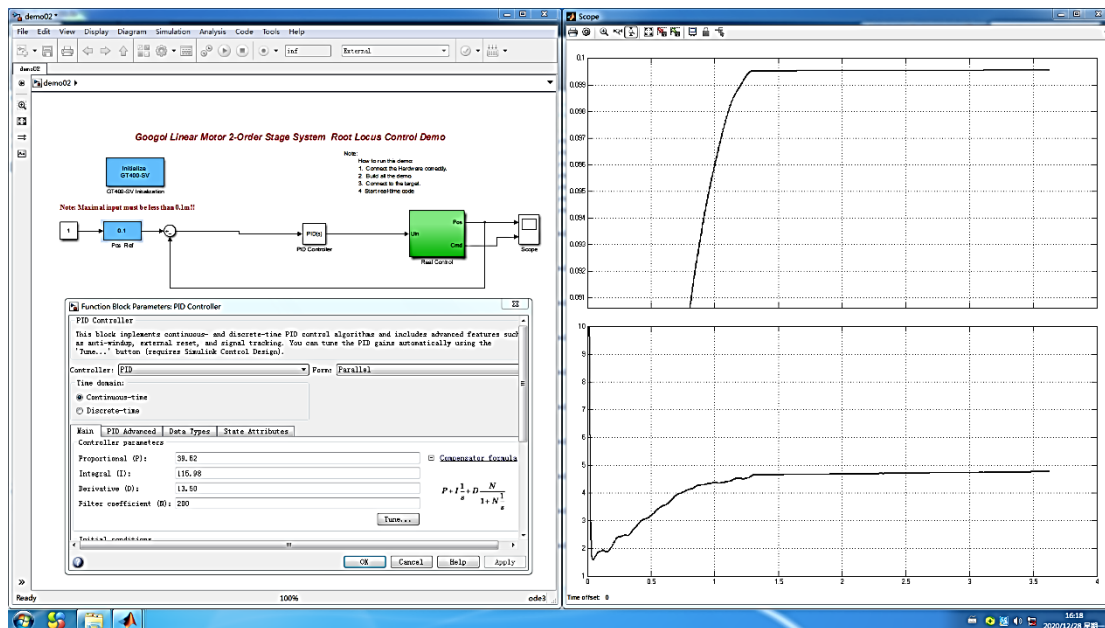 demo02 *
File Edit View Display Diagram Simulation Analysis Code Tools Help
inf
External
demo02
demo02
Googol Linear Motor 2-Order Stage System Root Locus Control Demo
Initialize
GT400-SV
GT400-SV Initialization
Note:
How to run the demo:
1. Connect the Hardware correctly.
2 Build all the demo.
3. Connect to the target.
4 Start real-time code
Note: Maximal input must be less than 0.1m!!
1
0.1
Pos Ref
PID(s)
PID Controller
Uin
Pos
Cmd
Real Control
Scope
Function Block Parameters: PID Controller
PID Controller
This block implements continuous- and discrete-time PID control algorithms and includes advanced features such
as anti-windup, external reset, and signal tracking. You can tune the PID gains automatically using the
'Tune...' button (requires Simulink Control Design).
Controller: PID
Form: Parallel
Time domain:
Continuous-time
Discrete-time
Main PID Advanced Data Types State Attributes
Controller parameters
Proportional (P):
Compensator formula
Integral (I): 115.98
Derivative (D): 13.50
Filter coefficient (N): 200
P+I1/s+D N/1+N1/s
Tune...
Initial conditions
OK Cancel Help Apply
Ready 100% ode3
Scope
0.1
0.099
0.098
0.097
0.096
0.095
0.094
0.093
0.092
0.091
10
9
8
7
6
5
4
3
2
1
0 0.5 1 1.5 2 2.5 3 3.5 4
Time offset: 0
16:18
2020/12/28 星期一